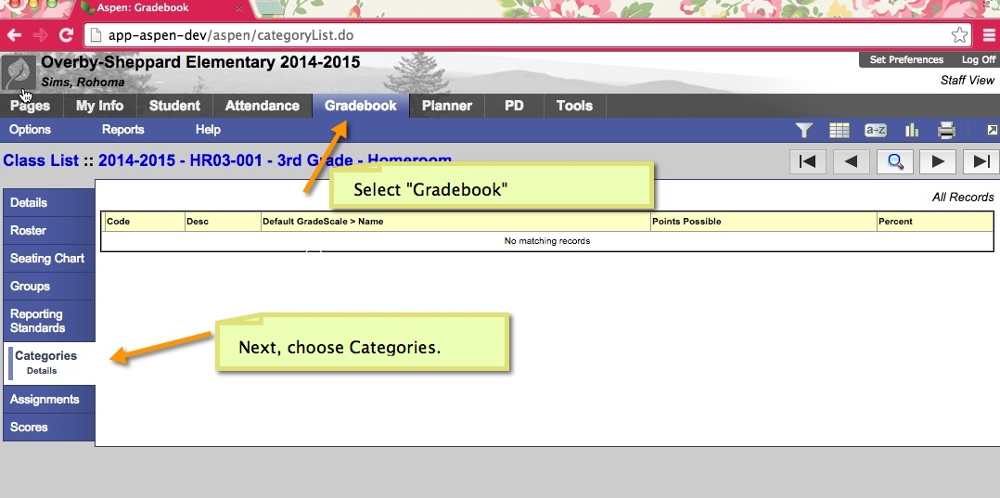 Aspen: Gradebook
app-aspen-dev/aspen/categoryList.do
Overby-Sheppard Elementary 2014-2015
Set Preferences Log Off
Sims, Rohoma
Staff View
Pages My Info Student Attendance Gradebook Planner PD Tools
Options Reports Help
a-z
Class List :: 2014-2015 - HR03-001 - 3rd Grade - Homeroom
Select "Gradebook"
All Records
Code Desc Default GradeScale > Name Points Possible Percent
No matching records
Details
Roster
Seating Chart
Groups
Reporting
Standards
Categories
Details
Assignments
Scores
Next, choose Categories.